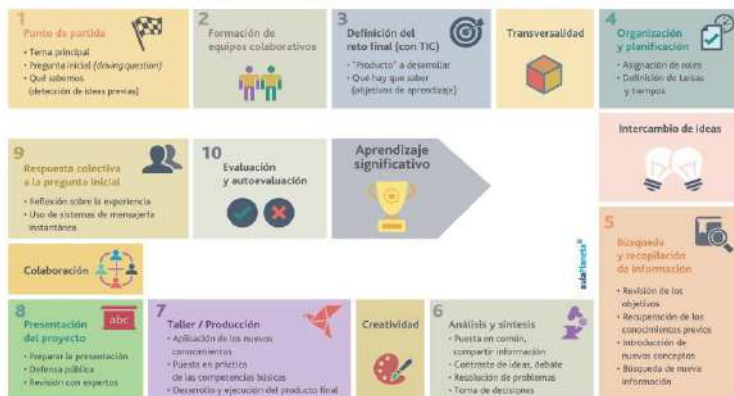 1
Punto de partida
• Tema principal
• Pregunta inicial (driving question)
• Qué sabemos
(detección de ideas previas)
2
Formación de
equipos colaborativos
3
Definición del
reto final (con TIC)
• "Producto" a desarrollar
• Qué hay que saber
(objetivos de aprendizaje)
Transversalidad
4
Organización
y planificación
• Asignación de roles
• Definición de tareas
y tiempos
Intercambio de ideas
5
Búsqueda
y recopilación
de información
• Revisión de los
objetivos
• Recuperación de los
conocimientos previos
• Introducción de
nuevos conceptos
• Búsqueda de nueva
información
6
Análisis y síntesis
• Puesta en común,
compartir información
• Contraste de ideas, debate
• Resolución de problemas
• Toma de decisiones
Creatividad
7
Taller / Producción
• Aplicación de los nuevos
conocimientos
• Puesta en práctica
de las competencias básicas
• Desarrollo y ejecución del producto final
8
abc
Presentación
del proyecto
• Preparar la presentación
• Defensa pública
• Revisión con expertos
Colaboración
9
Respuesta colectiva
a la pregunta inicial
• Reflexión sobre la experiencia
• Uso de sistemas de mensajería
instantánea
10
Evaluación
y autoevaluación
Aprendizaje
significativo
aulaPlaneta